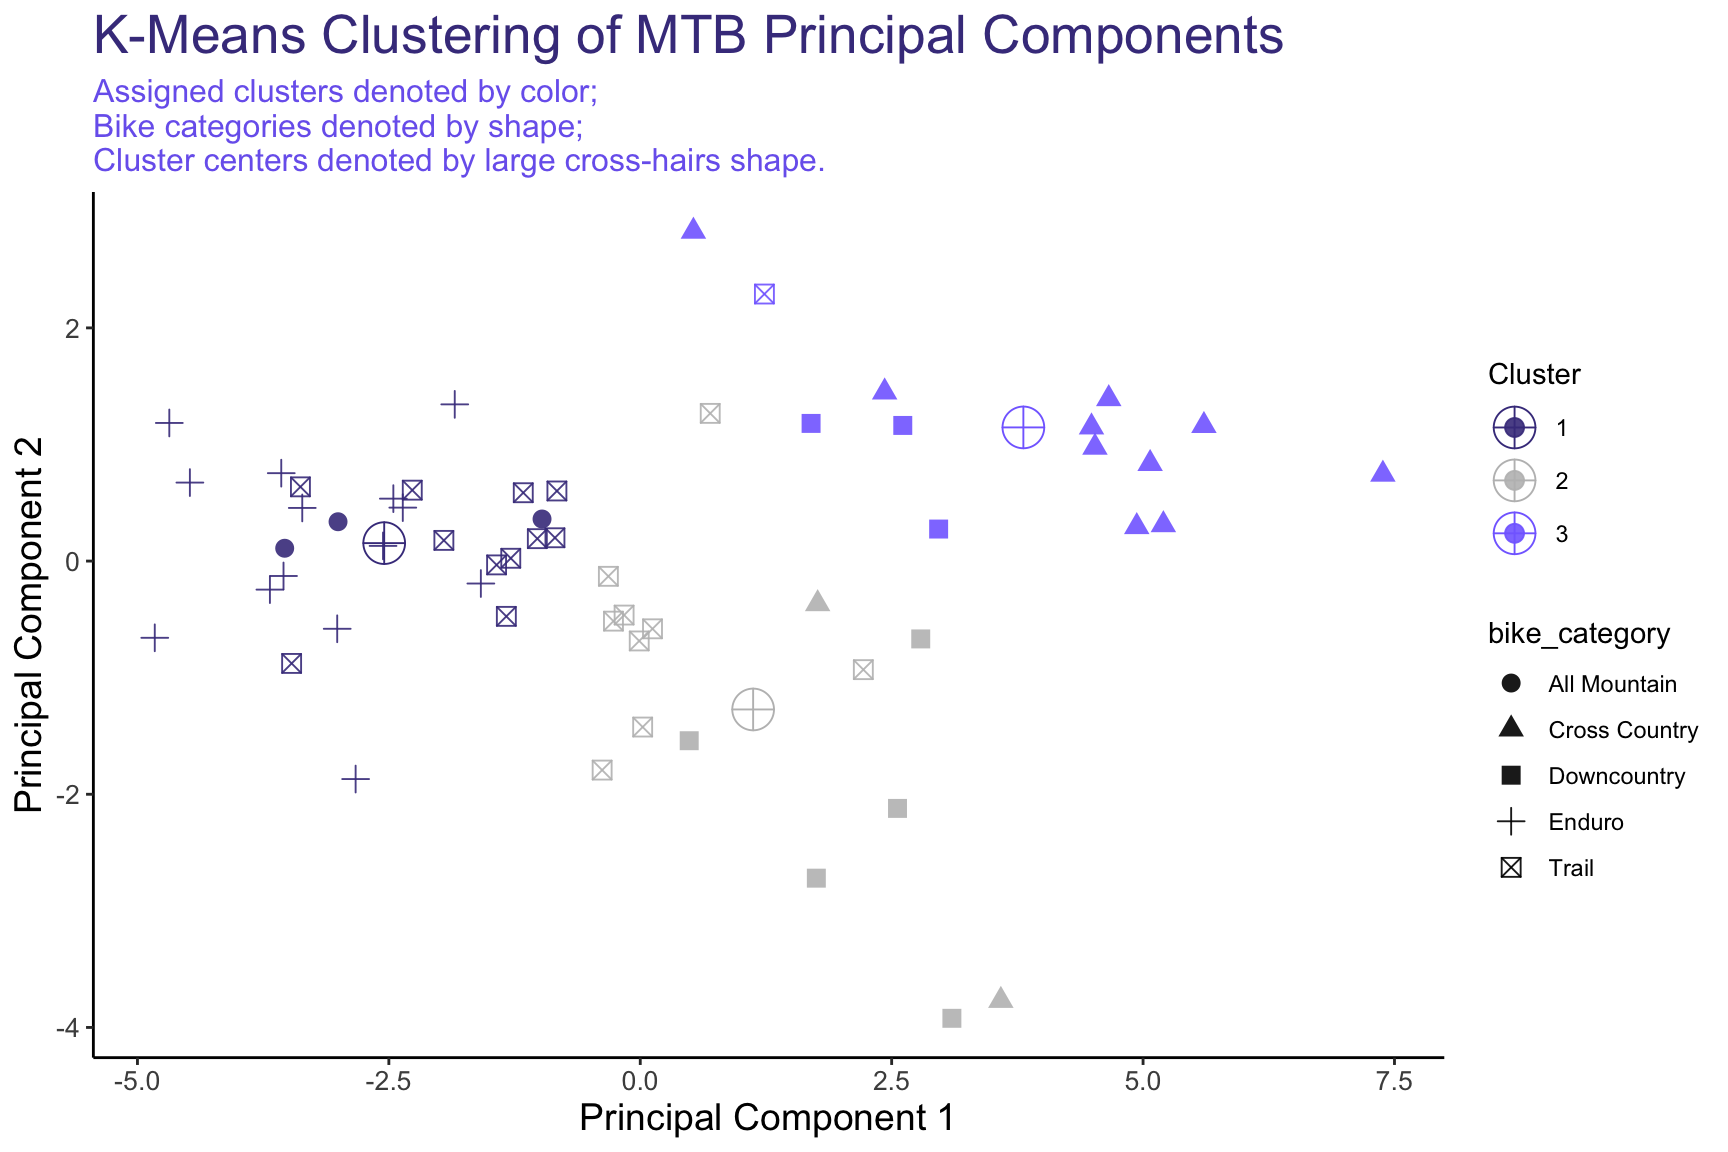 K-Means Clustering of MTB Principal Components
Assigned clusters denoted by color;
Bike categories denoted by shape;
Cluster centers denoted by large cross-hairs shape.
Principal Component 2
2
0
-2
-4
-5.0
-2.5
0.0
2.5
5.0
7.5
Principal Component 1
Cluster
1
2
3
bike_category
All Mountain
Cross Country
Downcountry
Enduro
Trail